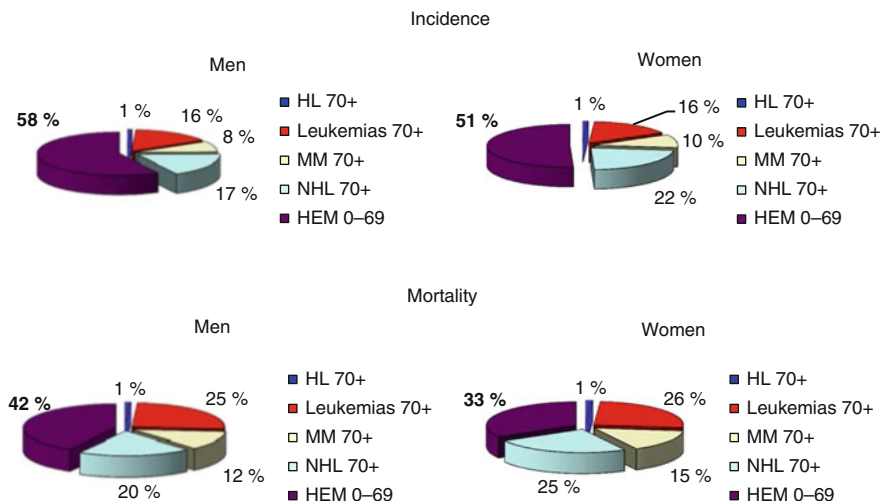 Incidence
Men
58 %
1 %
16 %
8 %
17 %
HL 70+
Leukemias 70+
MM 70+
NHL 70+
HEM 0–69
Women
51 %
1 %
16 %
10 %
22 %
HL 70+
Leukemias 70+
MM 70+
NHL 70+
HEM 0–69
Mortality
Men
42 %
1 %
25 %
12 %
20 %
HL 70+
Leukemias 70+
MM 70+
NHL 70+
HEM 0–69
Women
33 %
1 %
26 %
15 %
25 %
HL 70+
Leukemias 70+
MM 70+
NHL 70+
HEM 0–69